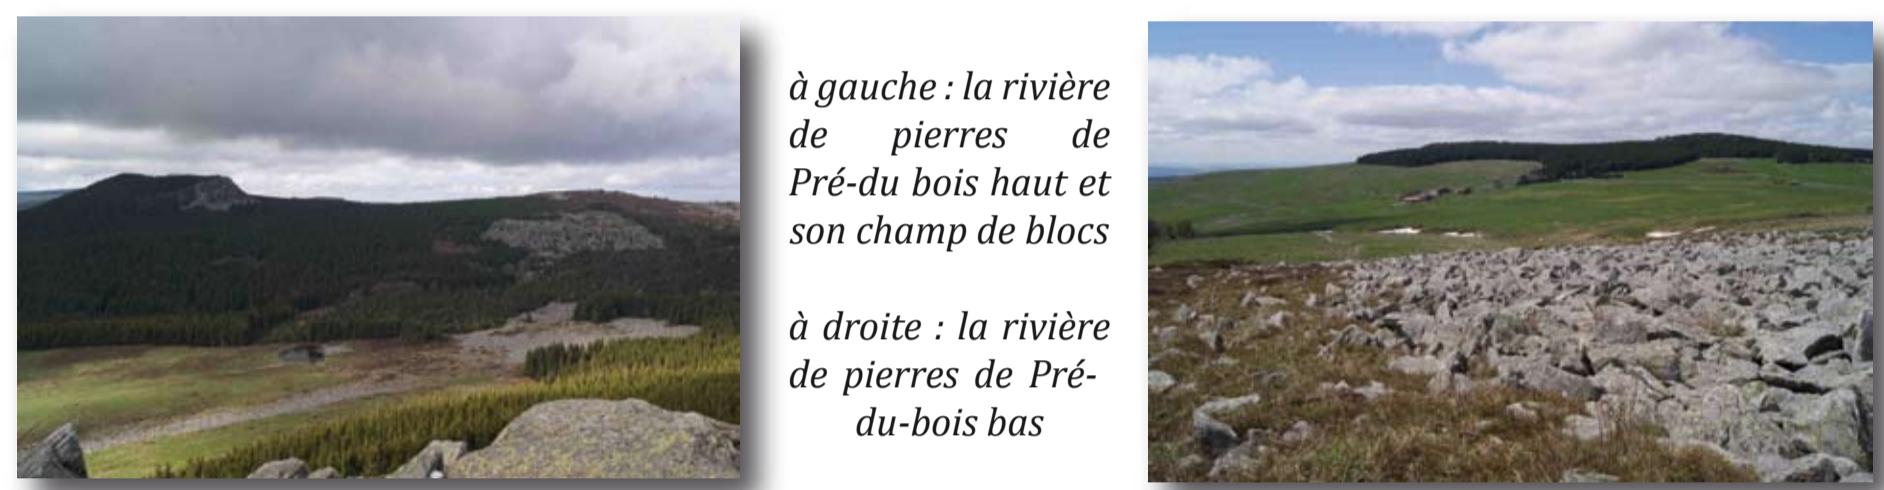 à gauche : la rivière
de pierres de
Pré-du bois haut et
son champ de blocs
à droite : la rivière
de pierres de Pré-
du-bois bas